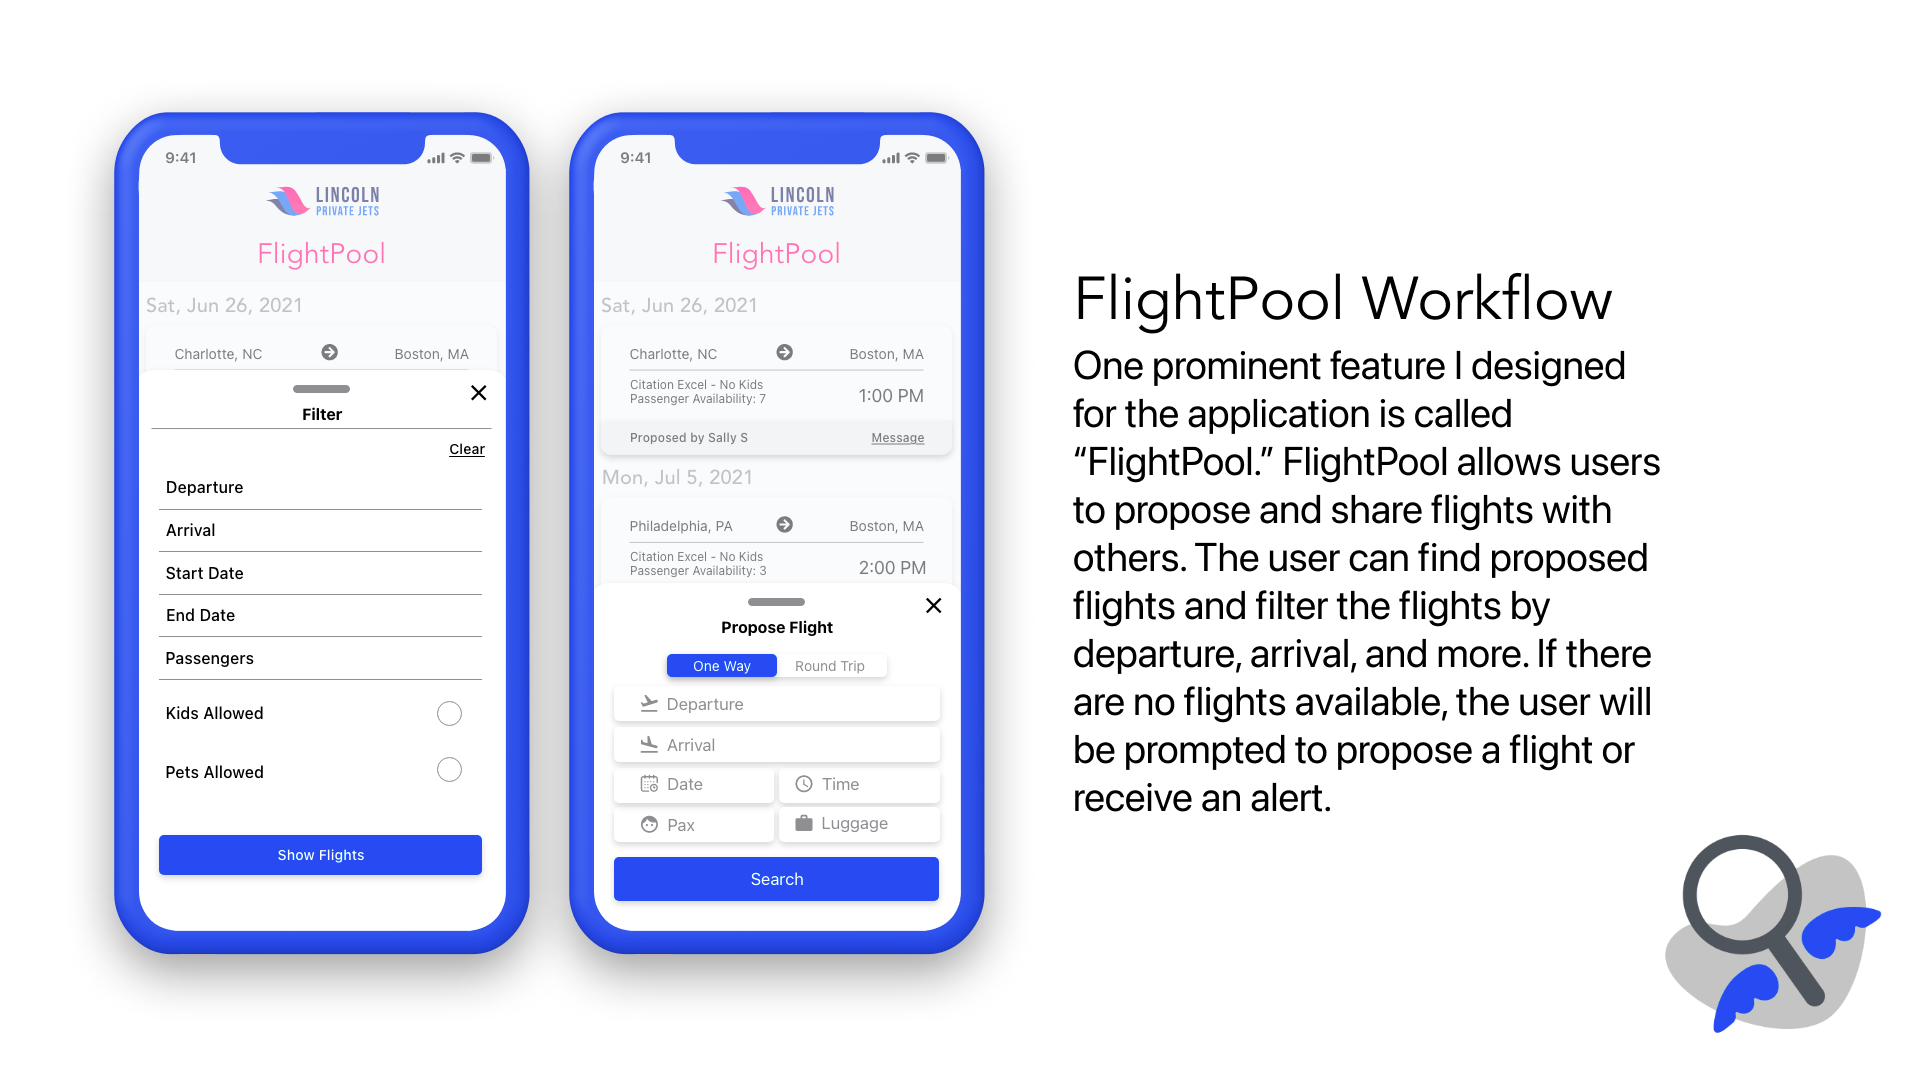 9:41
LINCOLN
PRIVATE JETS
FlightPool
Sat, Jun 26, 2021
Charlotte, NC Boston, MA
Filter
Clear
Departure
Arrival
Start Date
End Date
Passengers
Kids Allowed
Pets Allowed
Show Flights
9:41
LINCOLN
PRIVATE JETS
FlightPool
Sat, Jun 26, 2021
Charlotte, NC Boston, MA
Citation Excel - No Kids
Passenger Availability: 7 1:00 PM
Proposed by Sally S Message
Mon, Jul 5, 2021
Philadelphia, PA Boston, MA
Citation Excel - No Kids
Passenger Availability: 3 2:00 PM
Propose Flight
One Way Round Trip
Departure
Arrival
Date Time
Pax Luggage
Search
FlightPool Workflow
One prominent feature I designed
for the application is called
“FlightPool.” FlightPool allows users
to propose and share flights with
others. The user can find proposed
flights and filter the flights by
departure, arrival, and more. If there
are no flights available, the user will
be prompted to propose a flight or
receive an alert.